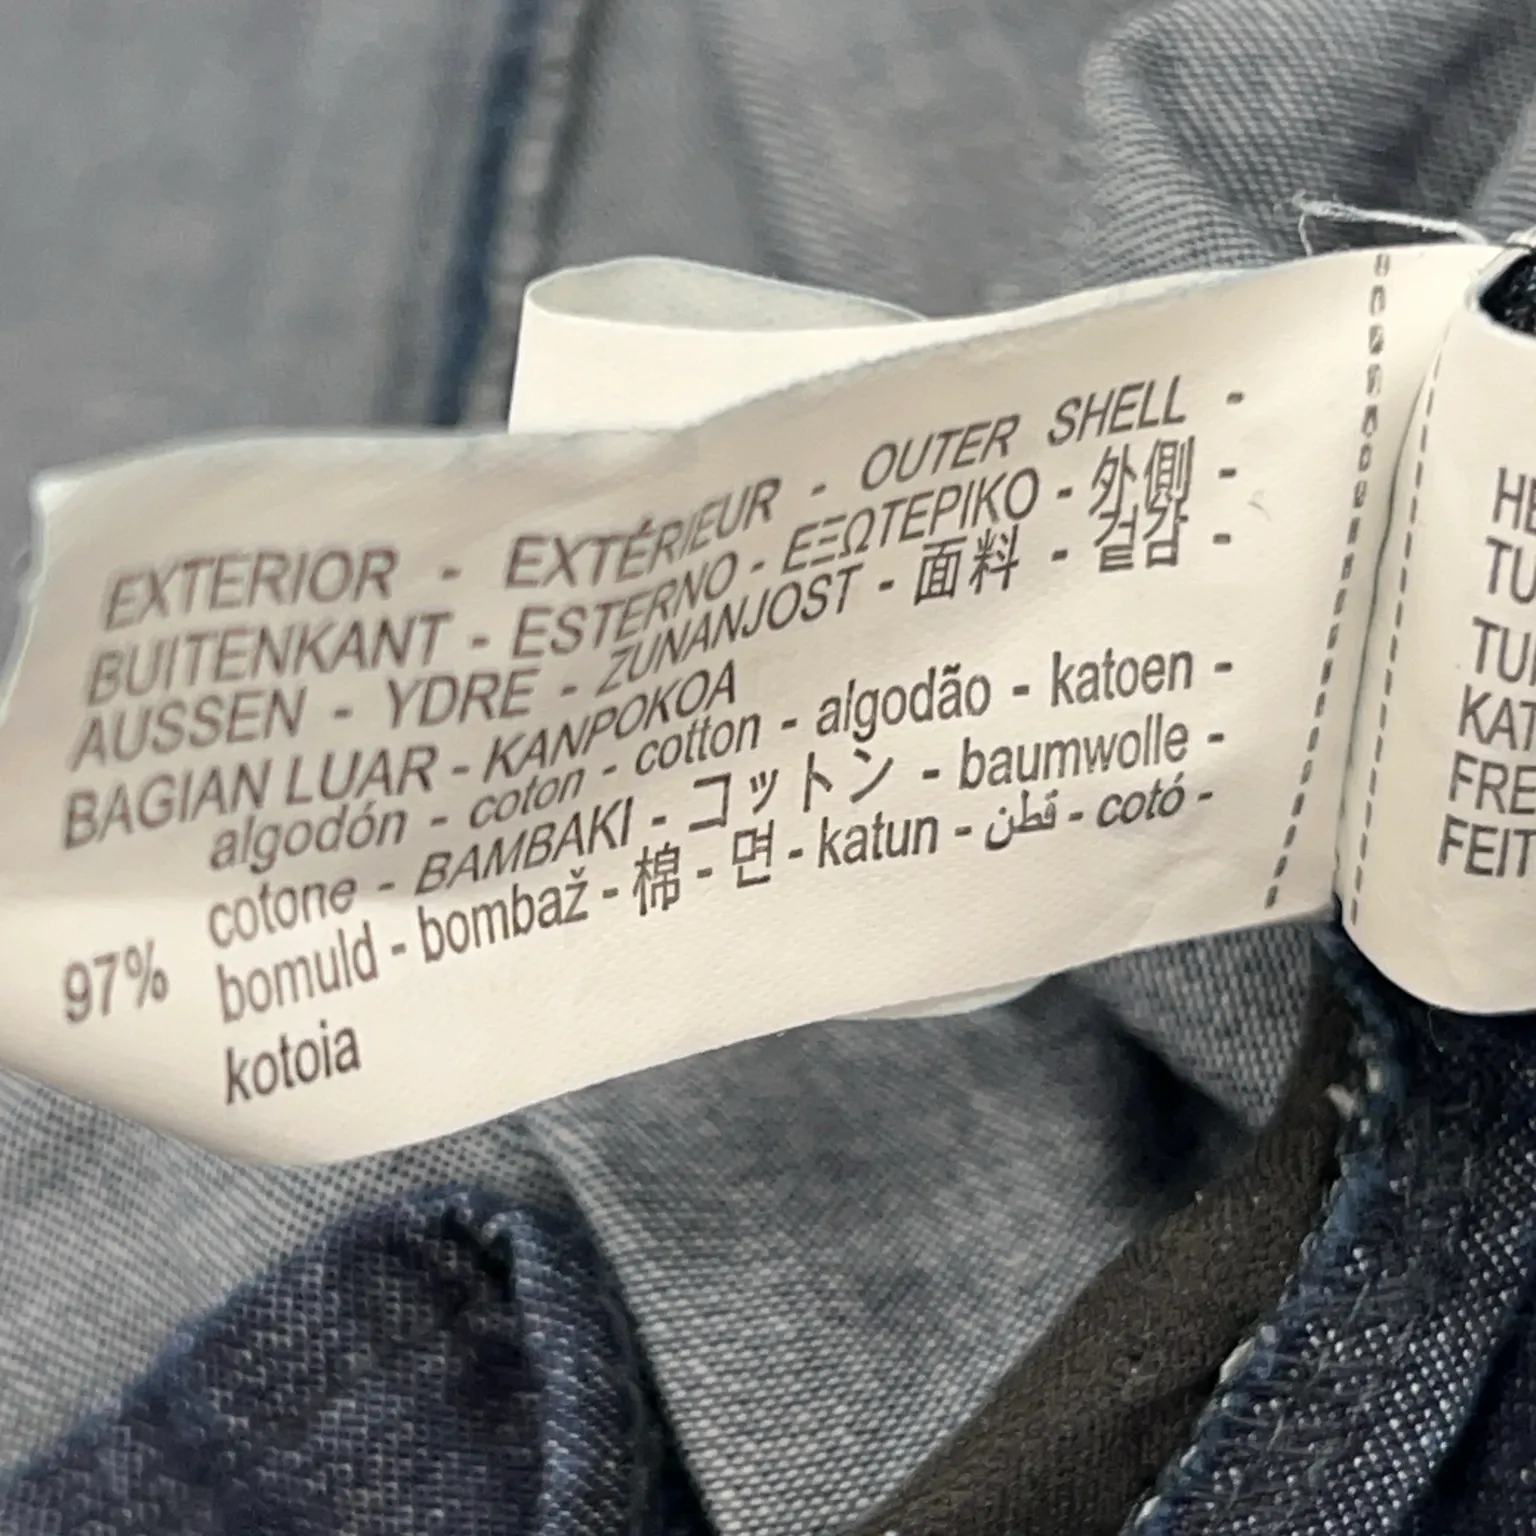 EXTERIOR - EXTÉRIEUR - OUTER SHELL -
BUITENKANT - ESTERNO - ΕΞΩΤΕΡΙΚΟ - 外側 -
AUSSEN - YDRE - ZUNANJOST - 面料 - 겉감 -
BAGIAN LUAR - KANPOKOA
algodón - coton - cotton - algodão - katoen -
cotone - BAMBAKI - コットン - baumwolle -
97% bomuld - bombaž - 棉 - 면 - katun - قطن - cotó -
kotoia